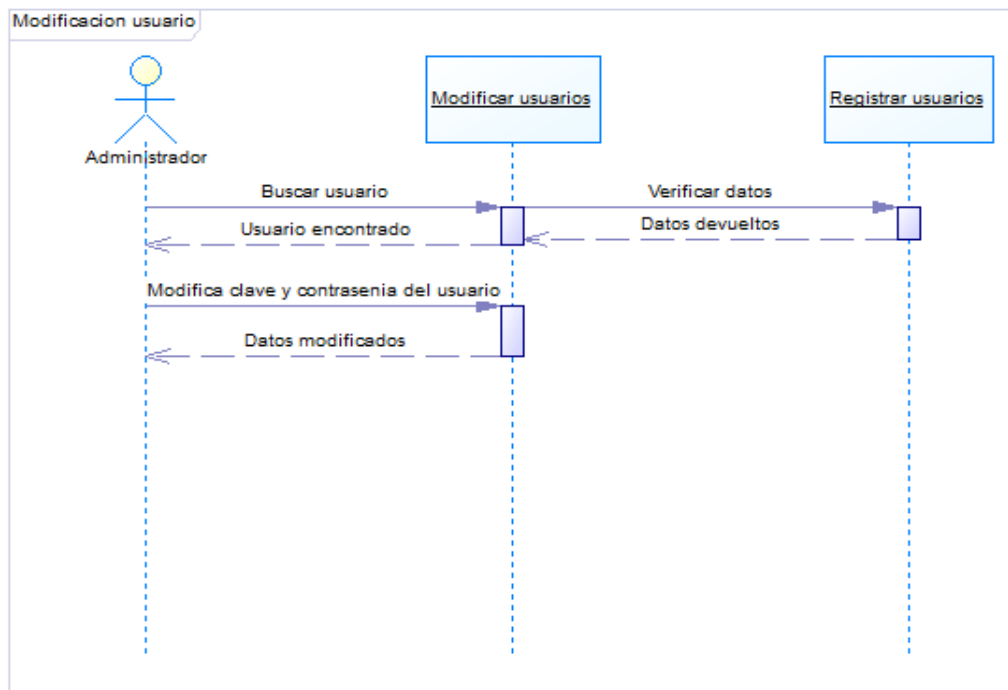 Modificacion usuario
Modificar usuarios
Registrar usuarios
Administrador
Buscar usuario
Verificar datos
Usuario encontrado
Datos devueltos
Modifica clave y contrasenia del usuario
Datos modificados